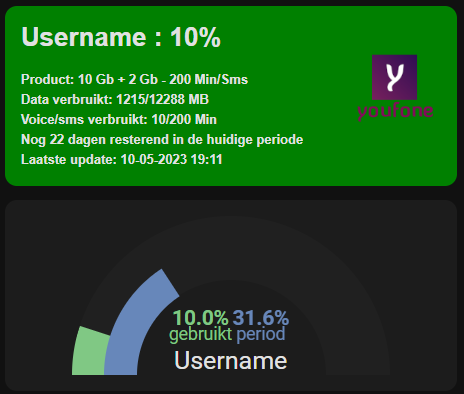 Username : 10%
Product: 10 Gb + 2 Gb - 200 Min/Sms
Data verbruikt: 1215/12288 MB
Voice/sms verbruikt: 10/200 Min
Nog 22 dagen resterend in de huidige periode
Laatste update: 10-05-2023 19:11
youfone
10.0% 31.6%
gebruikt period
Username